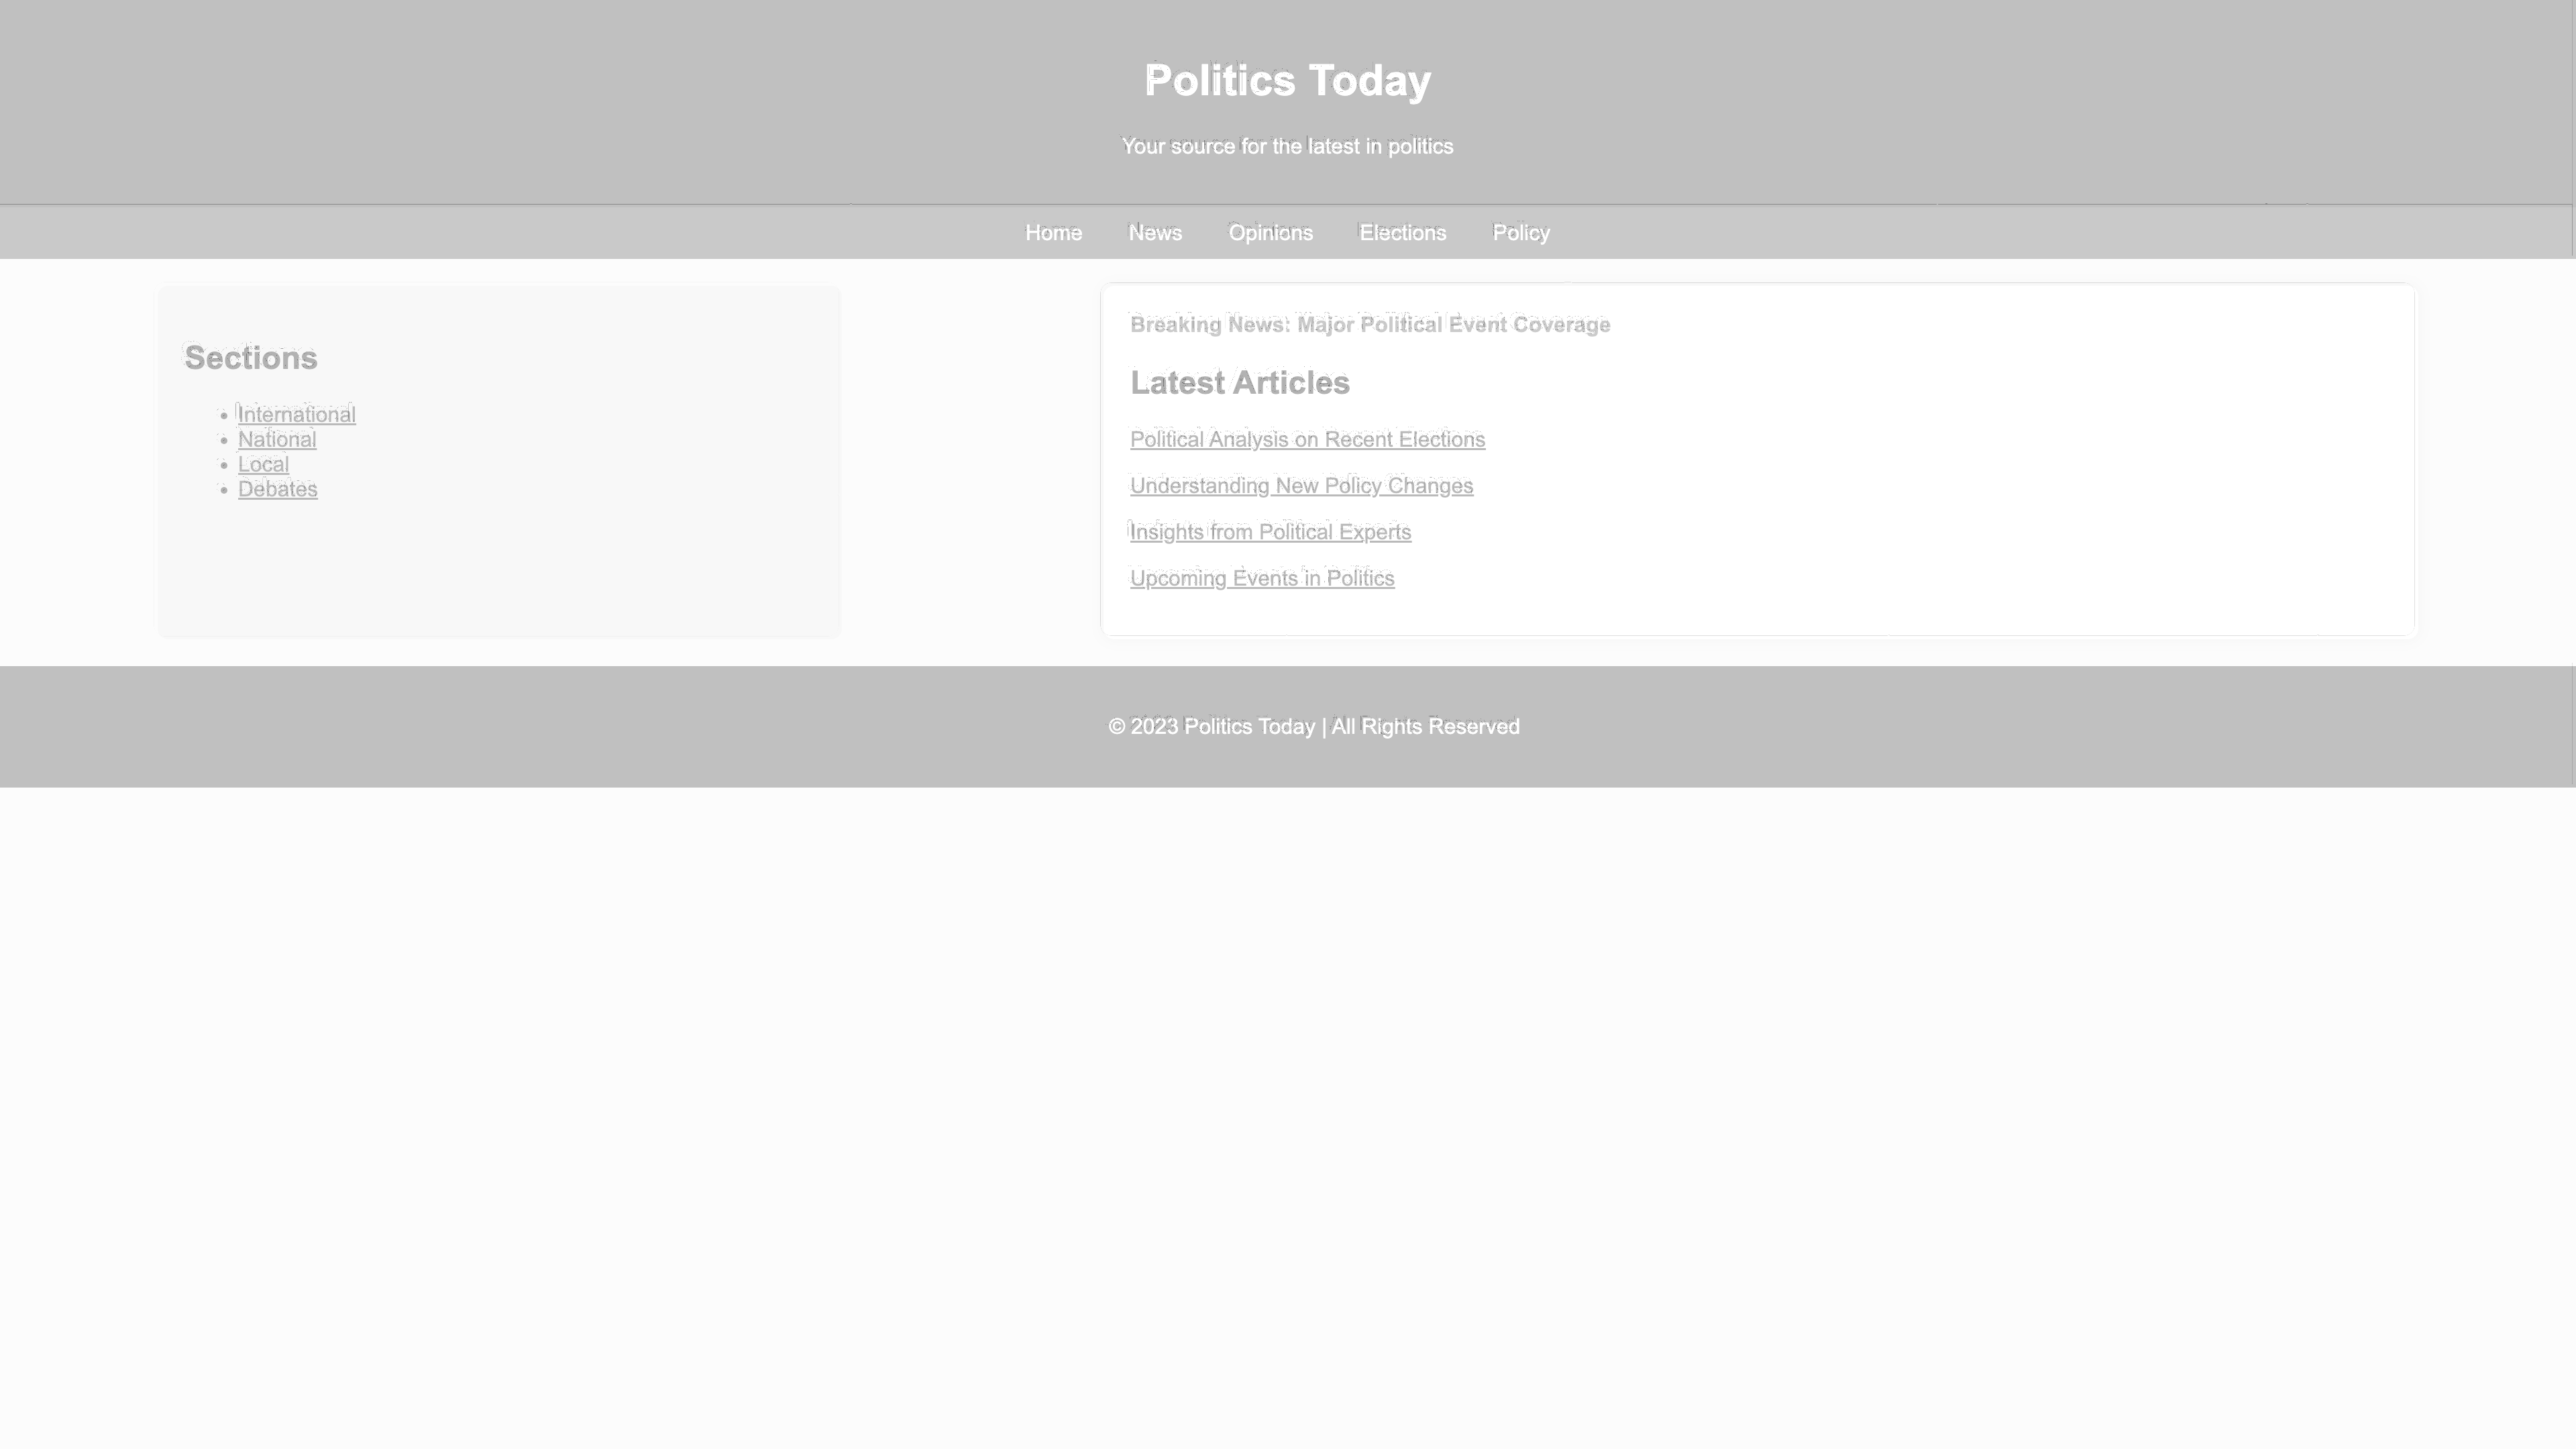 Politics Today
Your source for the latest in politics
Home News Opinions Elections Policy
Sections
International
National
Local
Debates
Breaking News: Major Political Event Coverage
Latest Articles
Political Analysis on Recent Elections
Understanding New Policy Changes
Insights from Political Experts
Upcoming Events in Politics
© 2023 Politics Today | All Rights Reserved